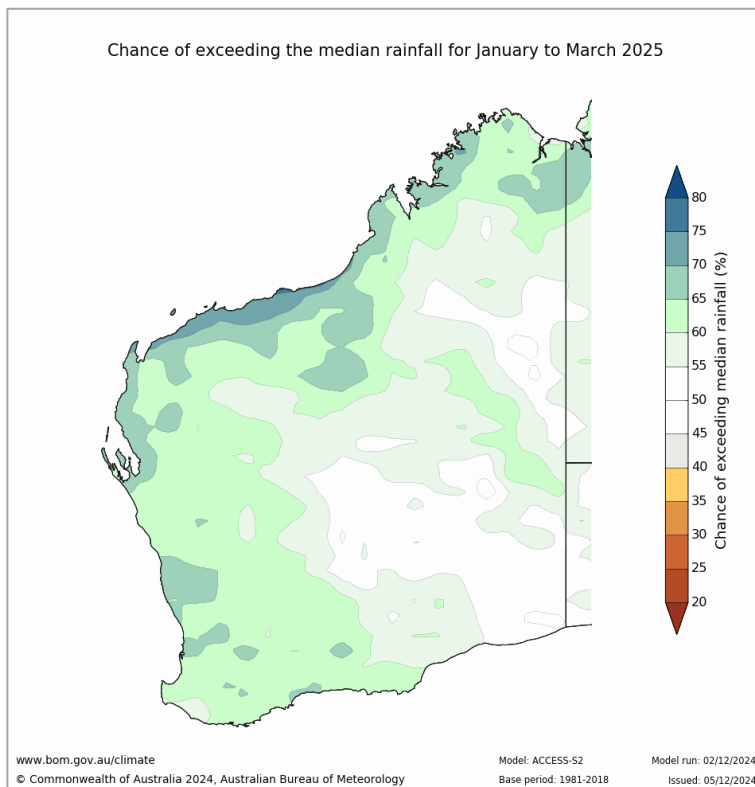 Chance of exceeding the median rainfall for January to March 2025
80
75
70
65
60
55
50
45
40
35
30
25
20
Chance of exceeding median rainfall (%)
www.bom.gov.au/climate
Model: ACCESS-S2
Model run: 02/12/2024
© Commonwealth of Australia 2024, Australian Bureau of Meteorology
Base period: 1981-2018
Issued: 05/12/2024